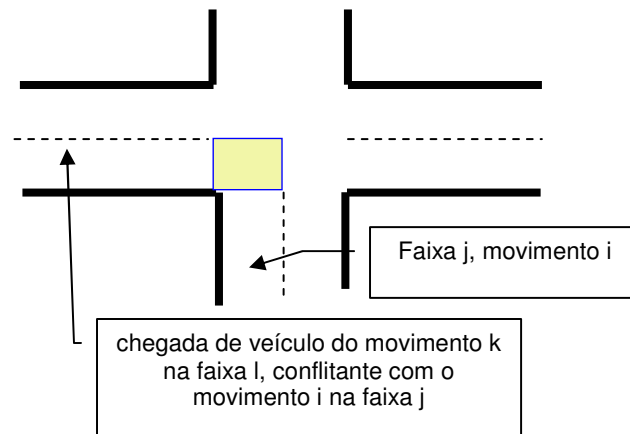 Faixa j, movimento i
chegada de veículo do movimento k
na faixa l, conflitante com o
movimento i na faixa j